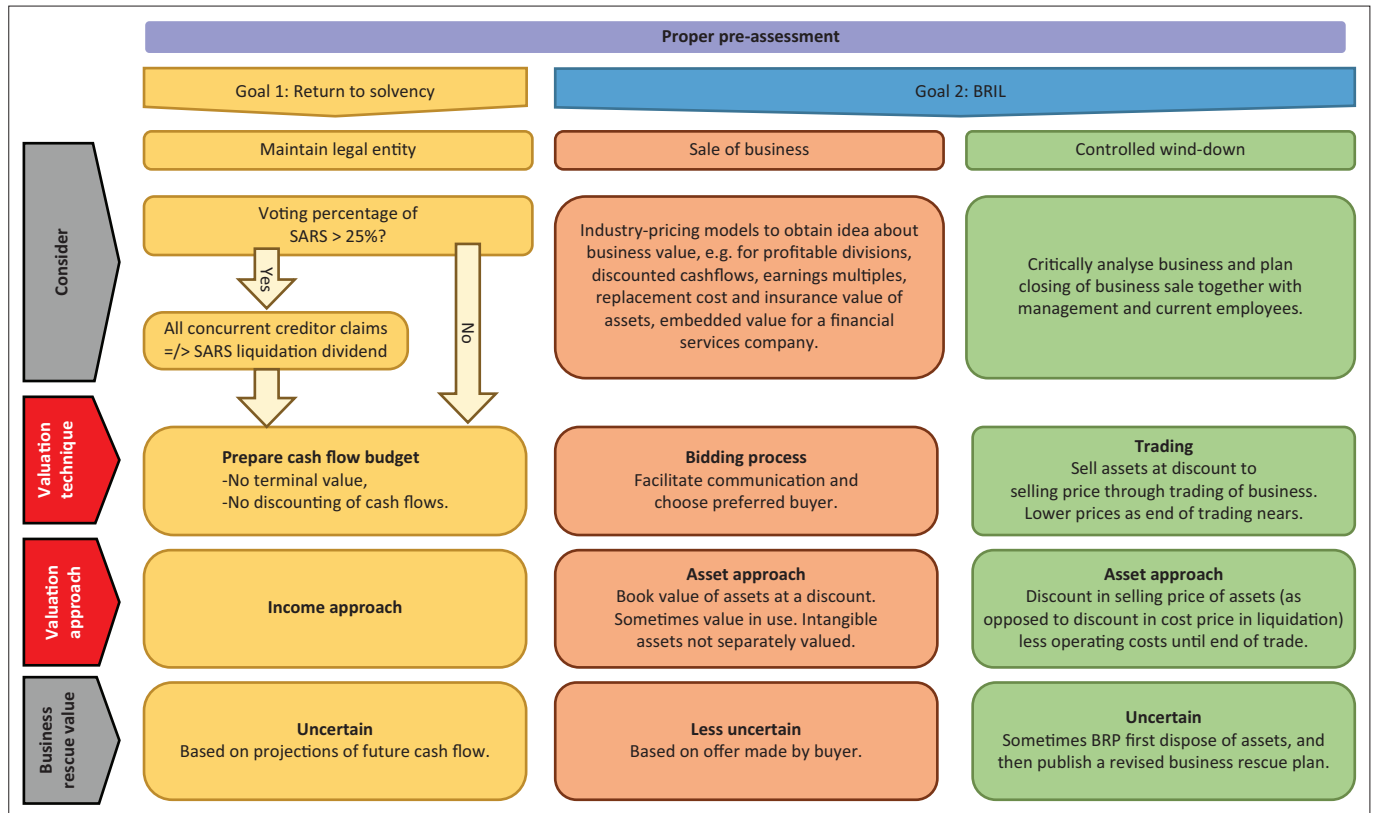 Proper pre-assessment
Goal 1: Return to solvency
Goal 2: BRIL
Consider
Maintain legal entity
Sale of business
Controlled wind-down
Voting percentage of
SARS > 25%?
Yes
No
All concurrent creditor claims
=/> SARS liquidation dividend
Industry-pricing models to obtain idea about
business value, e.g. for profitable divisions,
discounted cashflows, earnings multiples,
replacement cost and insurance value of
assets, embedded value for a financial
services company.
Critically analyse business and plan
closing of business sale together with
management and current employees.
Valuation
technique
Prepare cash flow budget
-No terminal value,
-No discounting of cash flows.
Bidding process
Facilitate communication and
choose preferred buyer.
Trading
Sell assets at discount to
selling price through trading of business.
Lower prices as end of trading nears.
Valuation
approach
Income approach
Asset approach
Book value of assets at a discount.
Sometimes value in use. Intangible
assets not separately valued.
Asset approach
Discount in selling price of assets (as
opposed to discount in cost price in liquidation)
less operating costs until end of trade.
Business
rescue value
Uncertain
Based on projections of future cash flow.
Less uncertain
Based on offer made by buyer.
Uncertain
Sometimes BRP first dispose of assets, and
then publish a revised business rescue plan.